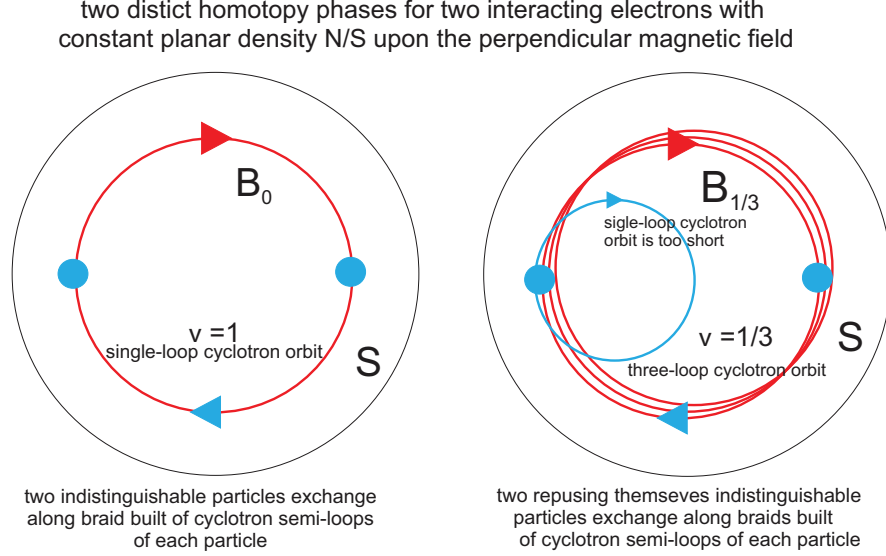 two distict homotopy phases for two interacting electrons with
constant planar density N/S upon the perpendicular magnetic field
B0
ν =1
single-loop cyclotron orbit
S
two indistinguishable particles exchange
along braid built of cyclotron semi-loops
of each particle
B1/3
sigle-loop cyclotron
orbit is too short
ν =1/3
three-loop cyclotron orbit
S
two repusing themseves indistinguishable
particles exchange along braids built
of cyclotron semi-loops of each particle